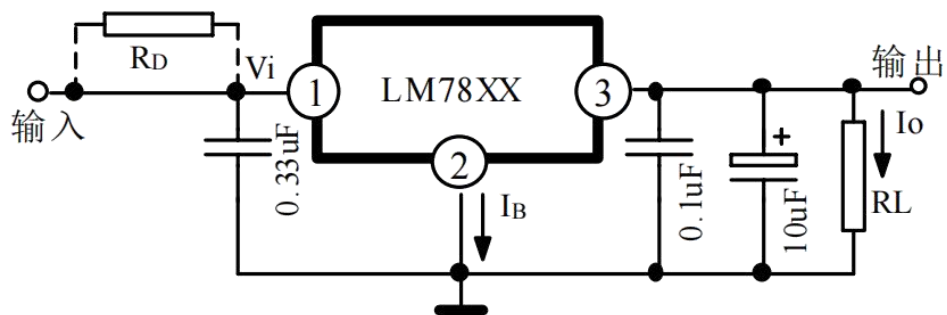 RD
Vi
输入
1
LM78XX
3
2
输出
0.33uF
IB
0.1uF
+
10uF
Io
RL